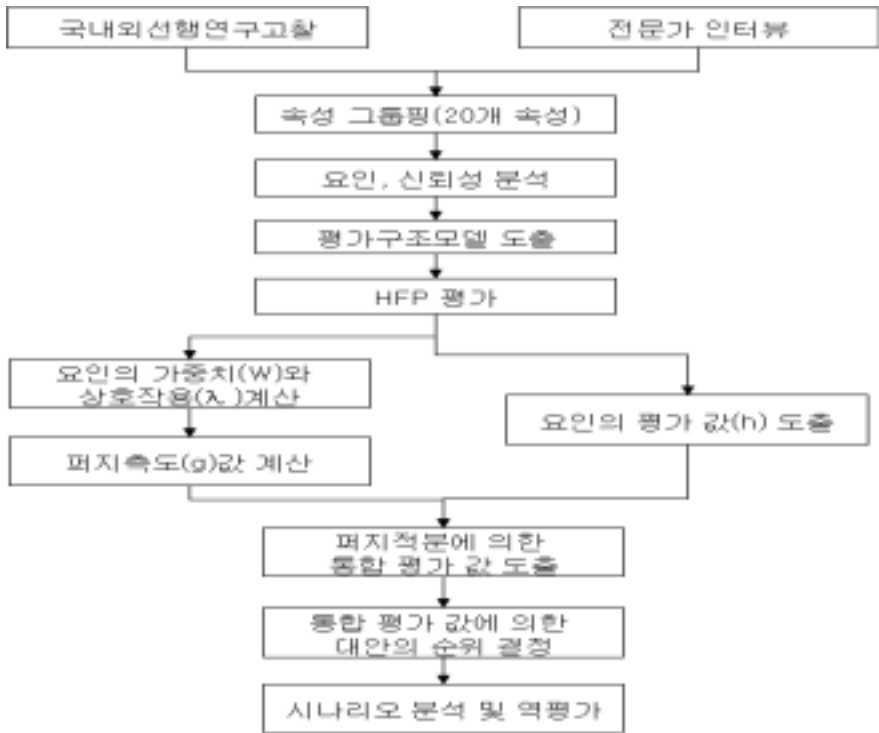 국내외선행연구고찰
전문가 인터뷰
속성 그룹핑(20개 속성)
요인, 신뢰성 분석
평가구조모델 도출
HFP 평가
요인의 가중치(W)와
상호작용(λ )계산
퍼지측도(g)값 계산
요인의 평가 값(h) 도출
퍼지적분에 의한
통합 평가 값 도출
통합 평가 값에 의한
대안의 순위 결정
시나리오 분석 및 역평가